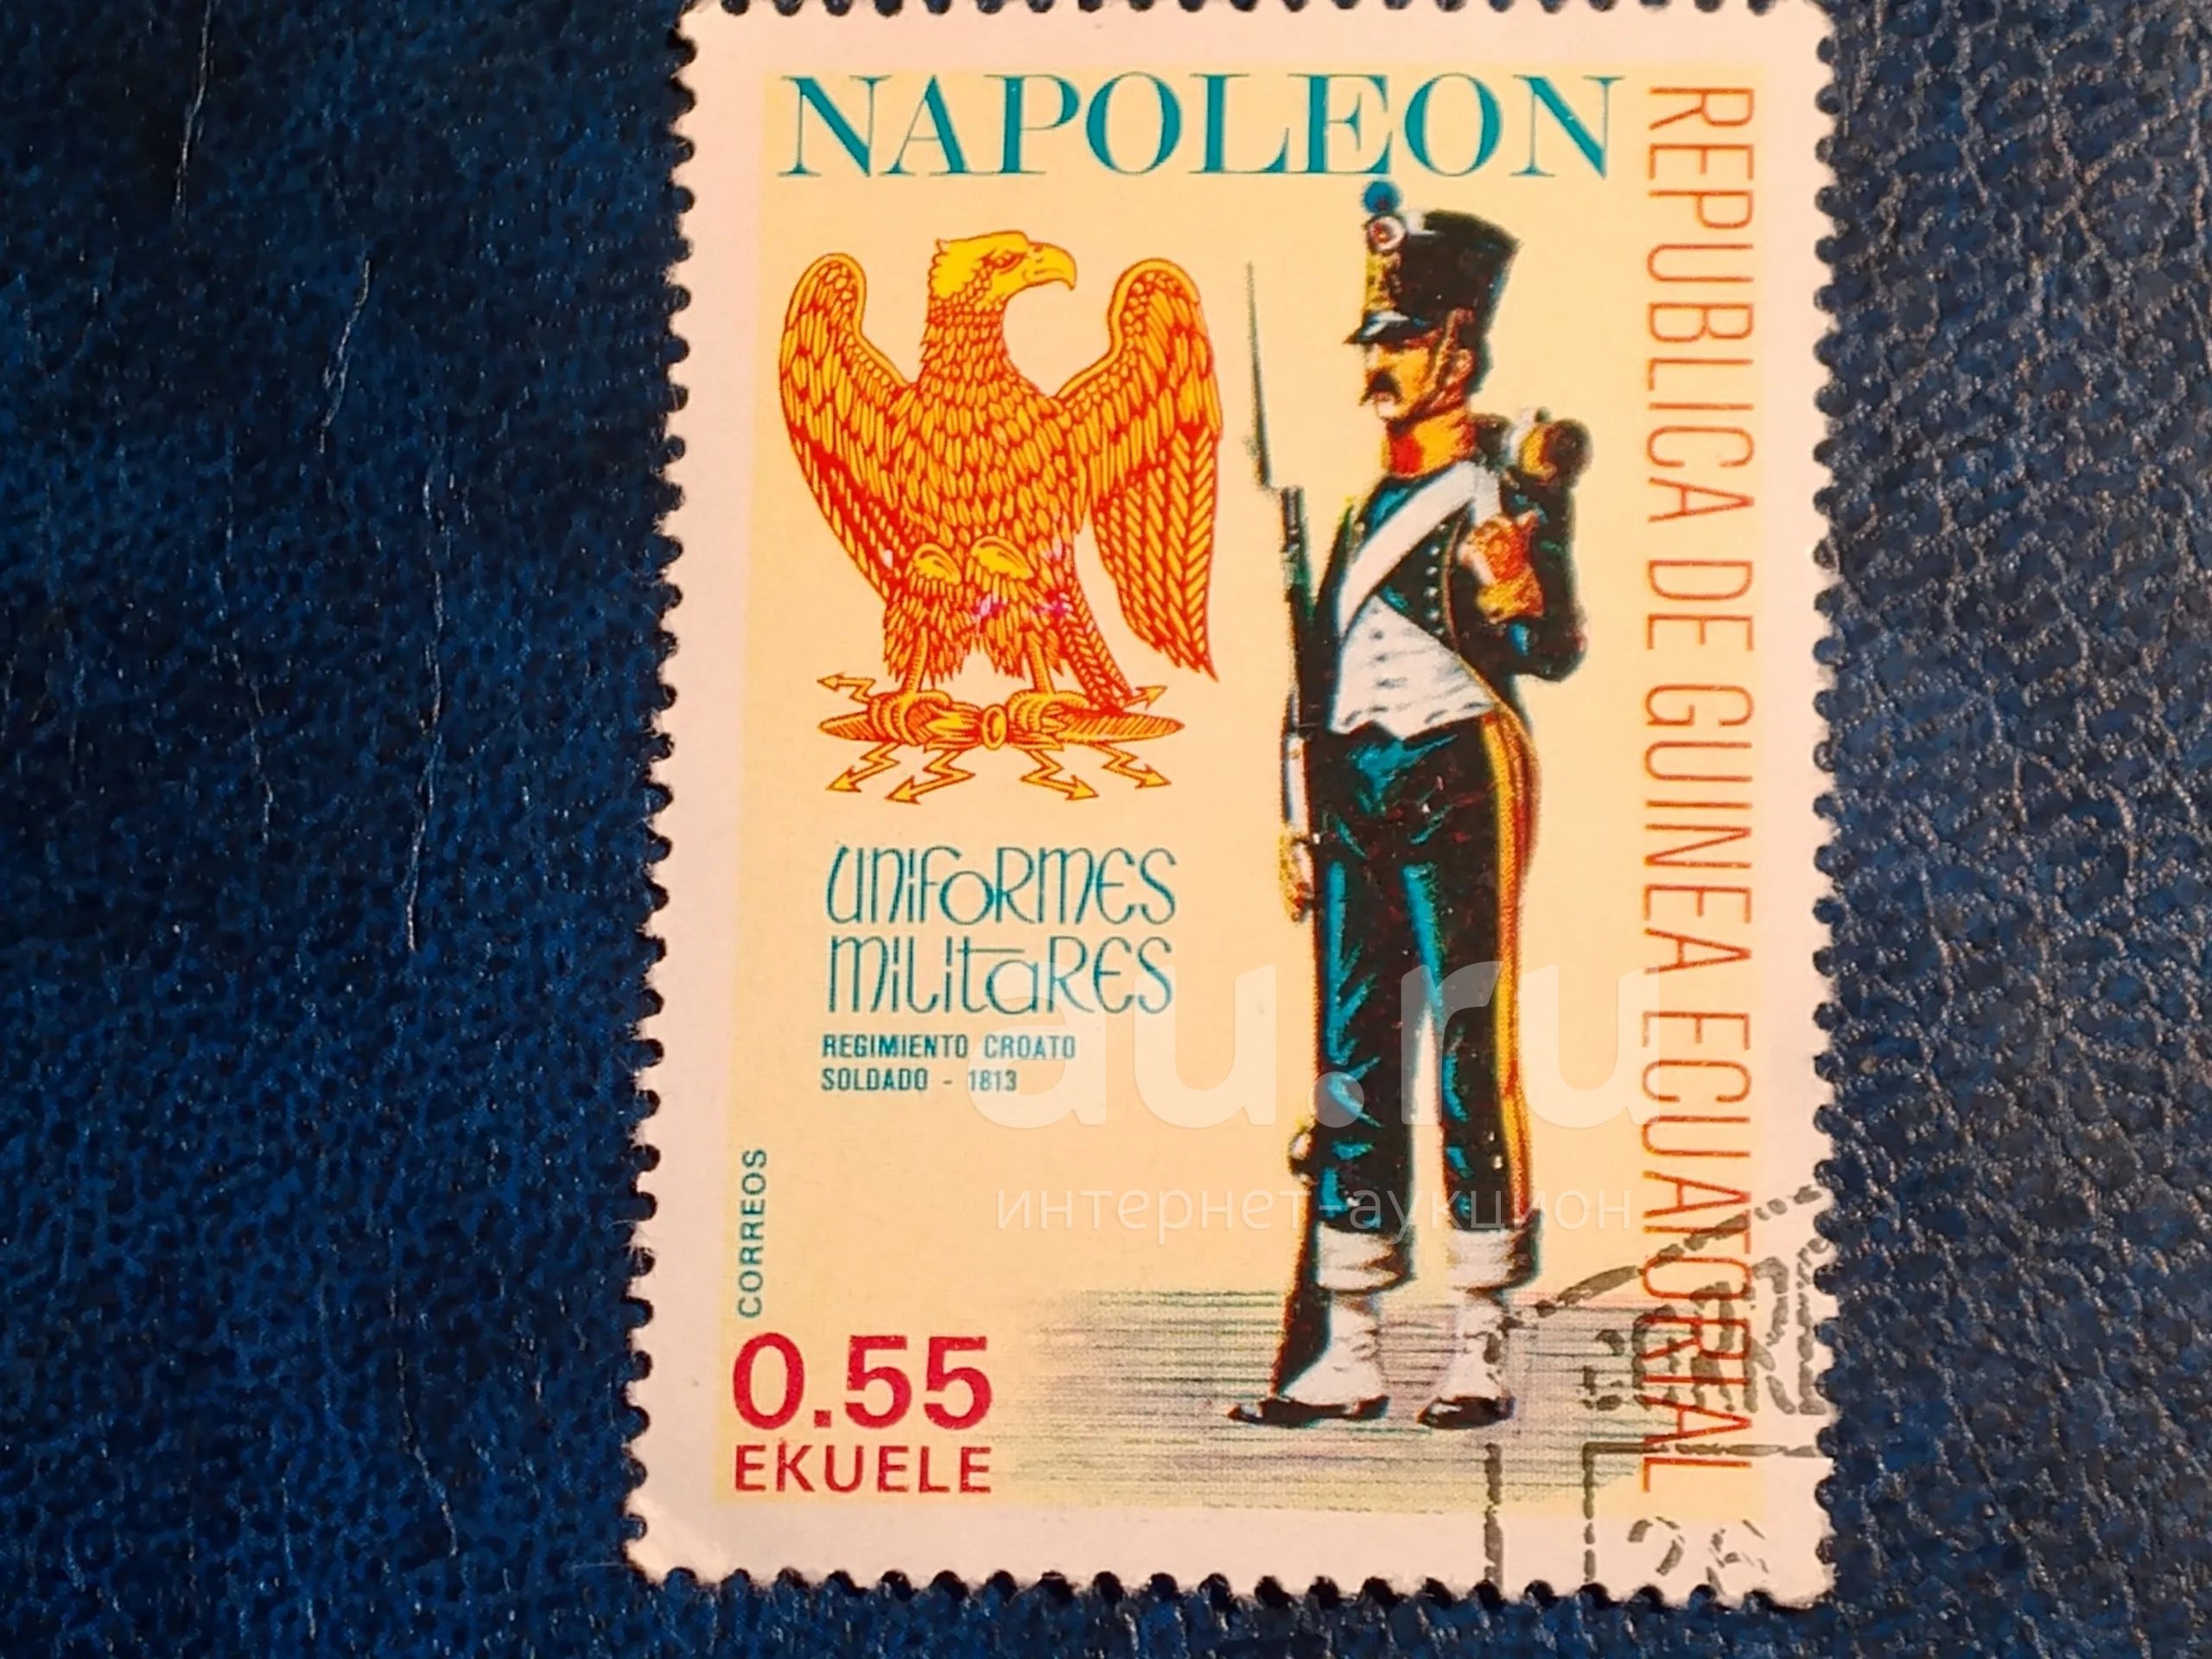 NAPOLEON
REPUBLICA DE GUINEA ECUATORIAL
UNIFORMES
MILITARES
REGIMIENTO CROATO
SOLDADO - 1813
CORREOS
0.55
EKUELE
au.ru
интернет-аукцион